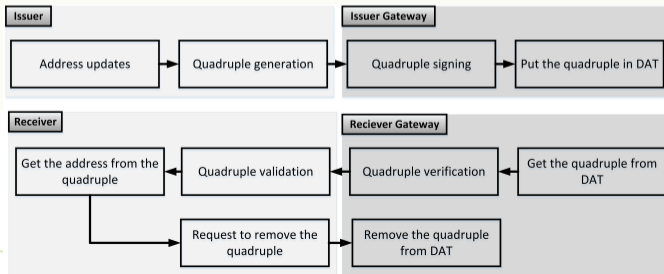 Issuer
Issuer Gateway
Address updates
Quadruple generation
Quadruple signing
Put the quadruple in DAT
Receiver
Reciever Gateway
Get the address from the
quadruple
Quadruple validation
Quadruple verification
Get the quadruple from
DAT
Request to remove the
quadruple
Remove the quadruple
from DAT